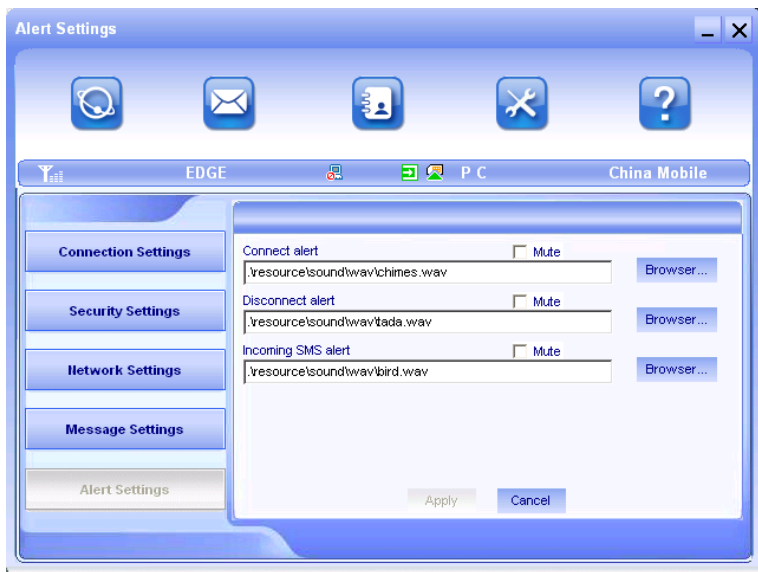 Alert Settings
EDGE PC China Mobile
Connection Settings
Security Settings
Network Settings
Message Settings
Alert Settings
Connect alert Mute
.\resource\sound\wav\chimes.wav Browser...
Disconnect alert Mute
.\resource\sound\wav\tada.wav Browser...
Incoming SMS alert Mute
.\resource\sound\wav\bird.wav Browser...
Apply Cancel